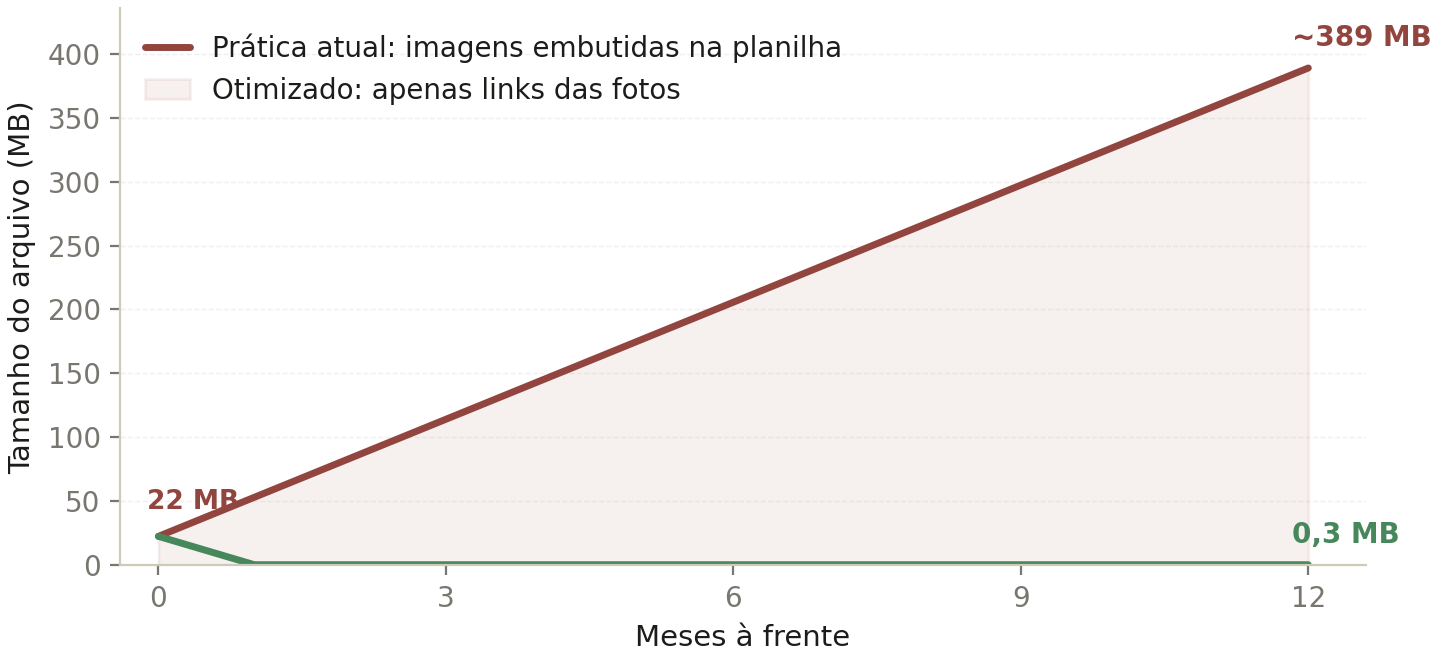 Prática atual: imagens embutidas na planilha
Otimizado: apenas links das fotos
~389 MB
Tamanho do arquivo (MB)
400
350
300
250
200
150
100
50
0
22 MB
0,3 MB
0 3 6 9 12
Meses à frente